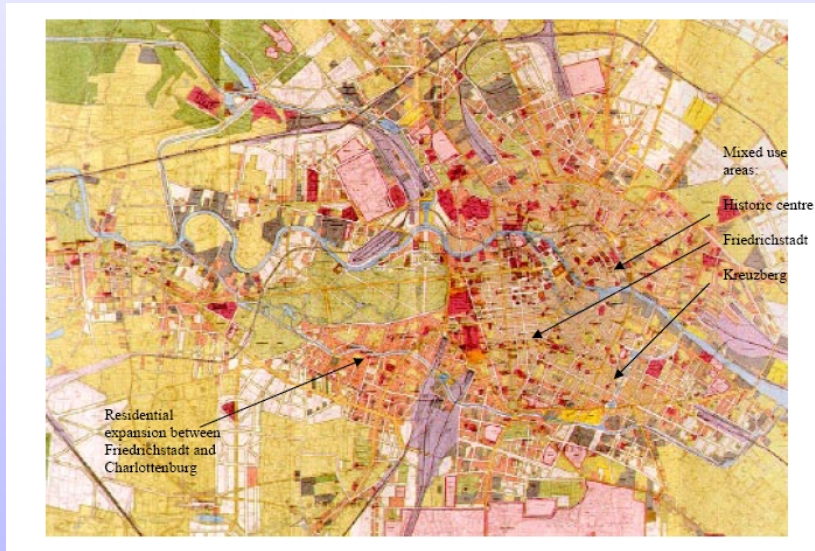 Mixed use
areas:
Historic centre
Friedrichstadt
Kreuzberg
Residential
expansion between
Friedrichstadt and
Charlottenburg